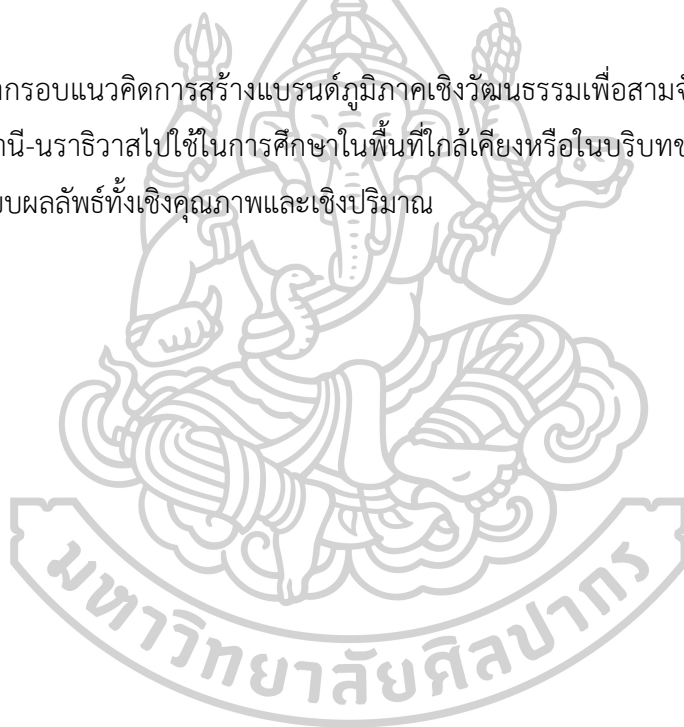 กรอบแนวคิดการสร้างแบรนด์ภูมิภาคเชิงวัฒนธรรมเพื่อสามจั
านี-นราธิวาสไปใช้ในการศึกษาในพื้นที่ใกล้เคียงหรือในบริบทข
บผลลัพธ์ทั้งเชิงคุณภาพและเชิงปริมาณ
มหาวิทยาลัยศิลปากร